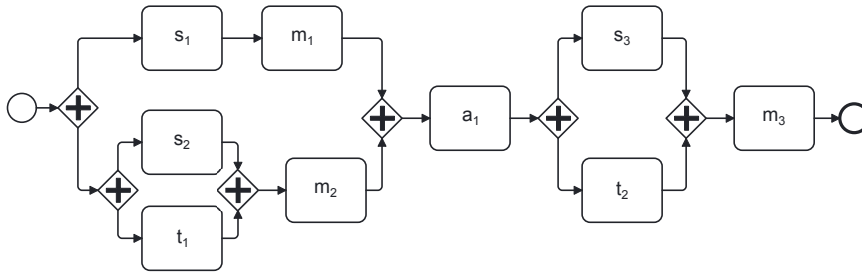 s₁
m₁
s₂
t₁
m₂
a₁
s₃
t₂
m₃